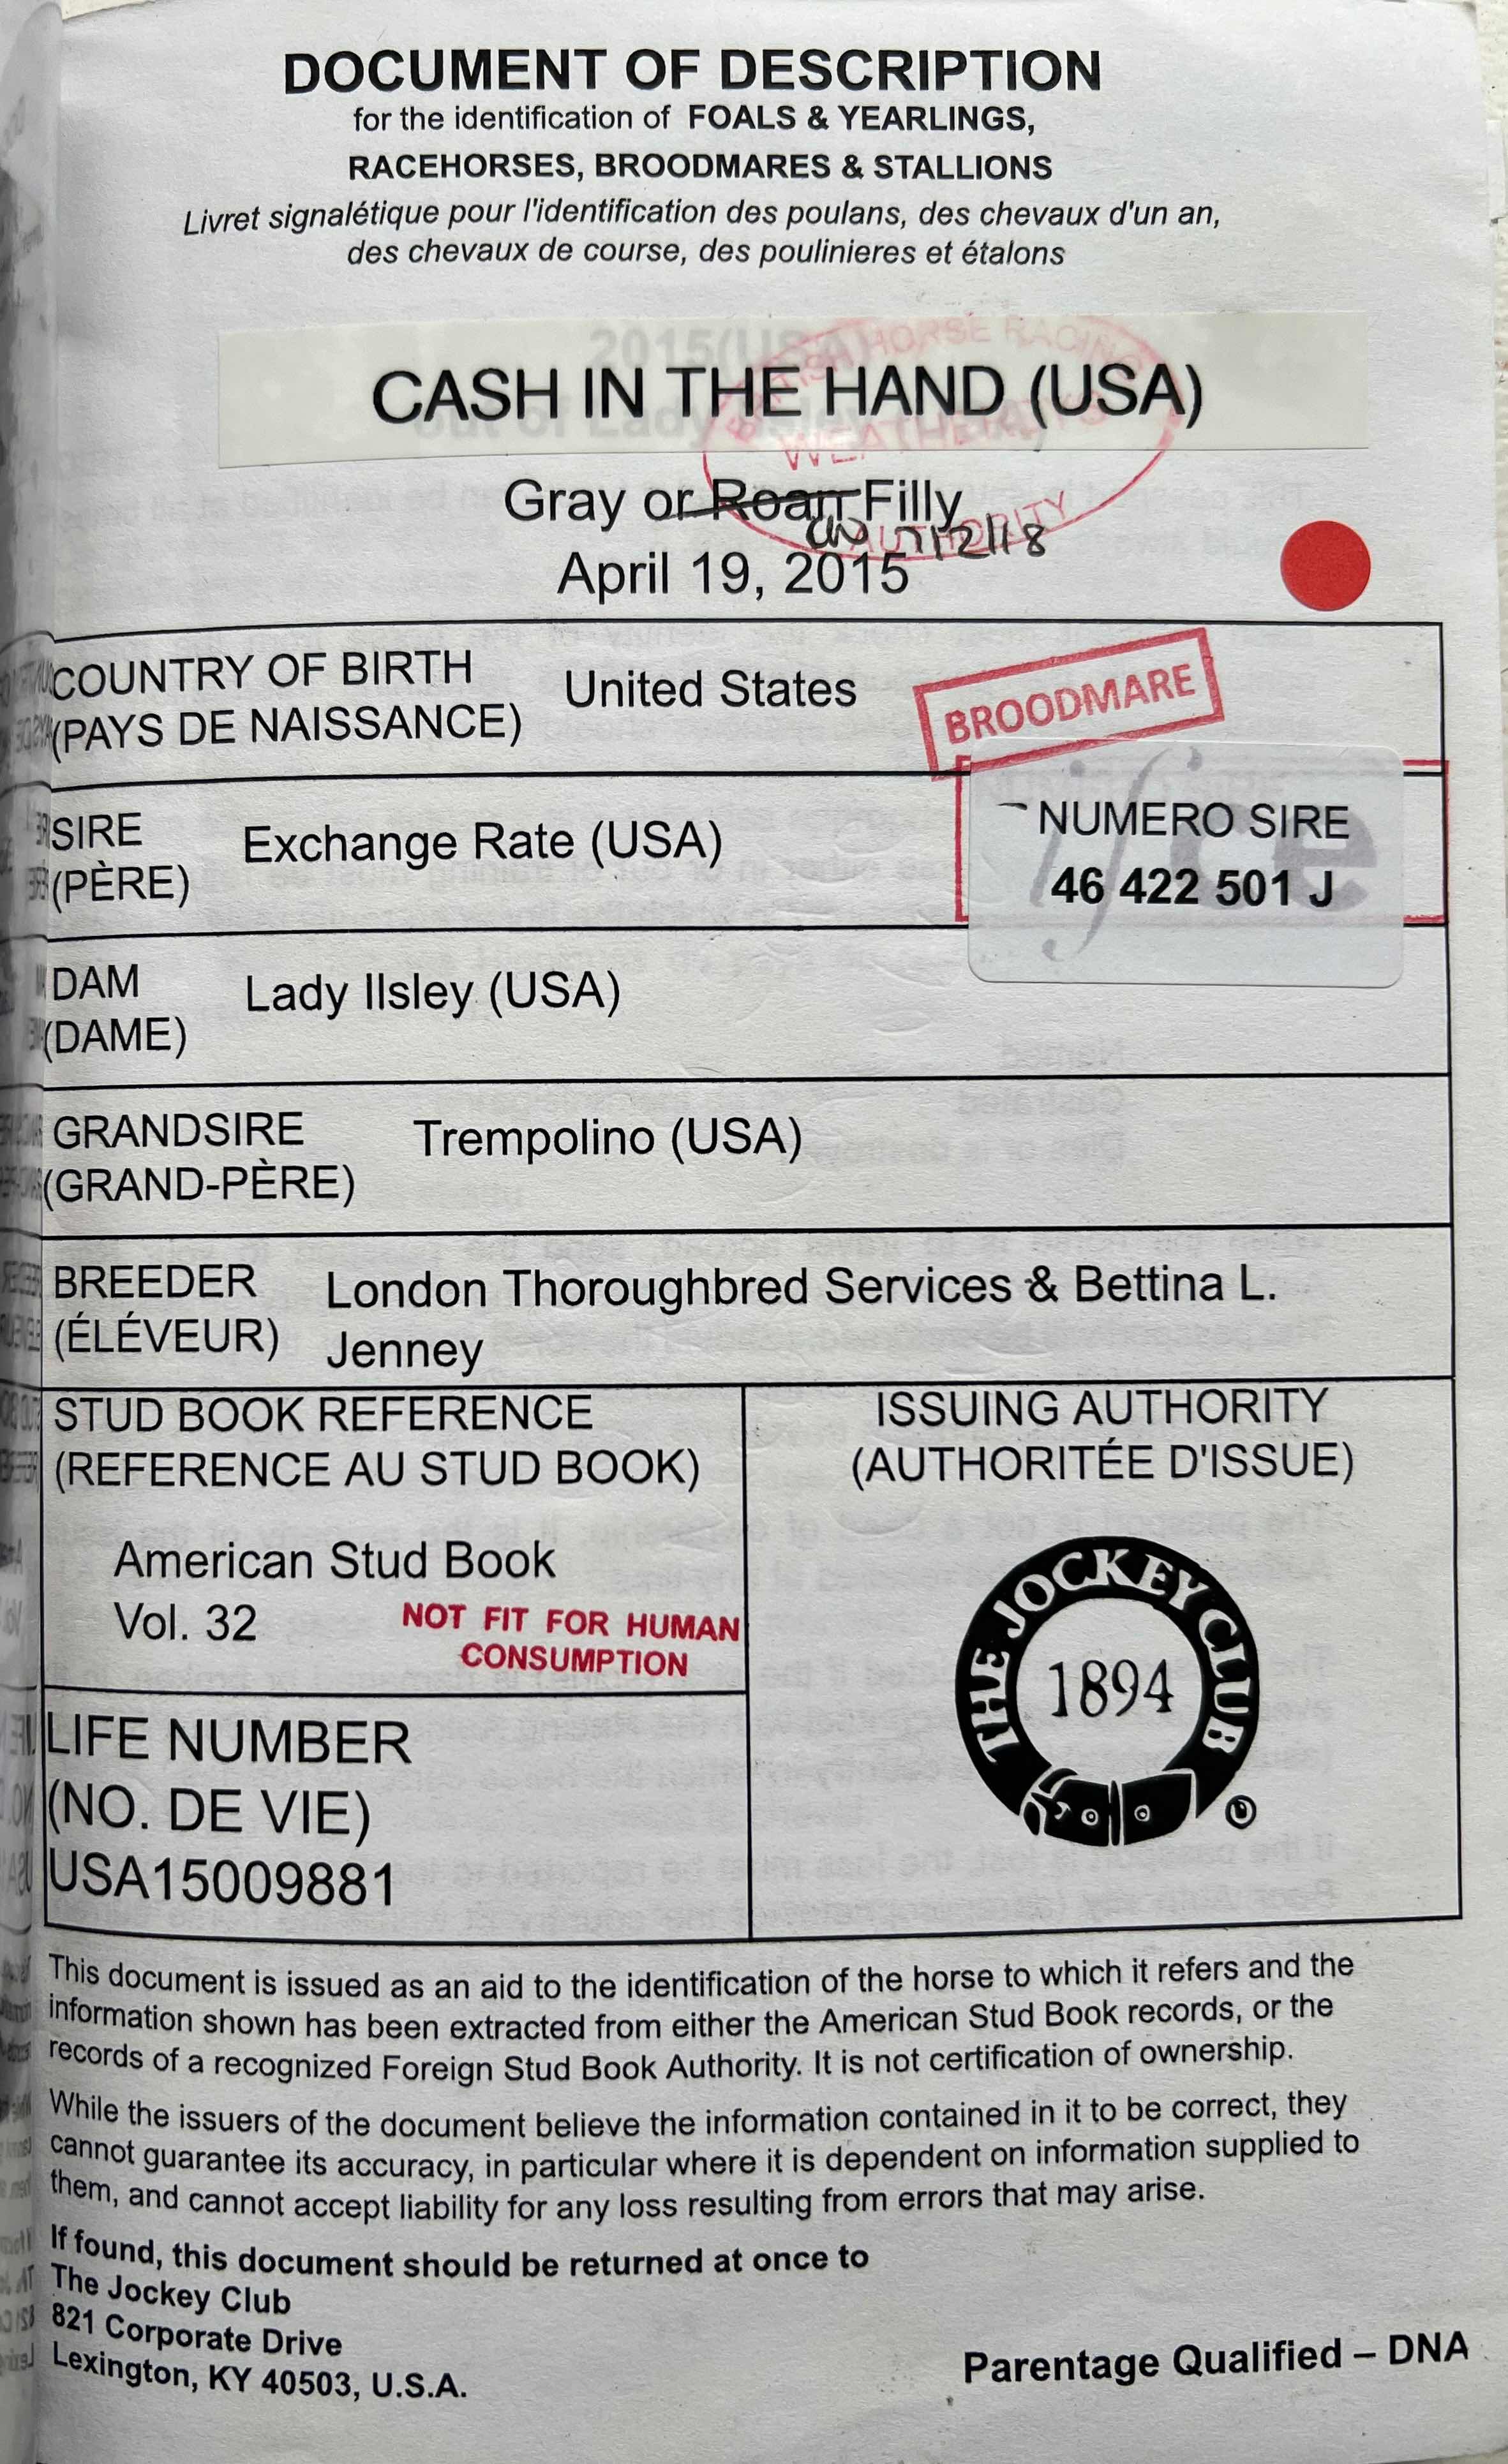 DOCUMENT OF DESCRIPTION
for the identification of FOALS & YEARLINGS,
RACEHORSES, BROODMARES & STALLIONS
Livret signalétique pour l'identification des poulans, des chevaux d'un an,
des chevaux de course, des poulinieres et étalons
2015(USA)
CASH IN THE HAND (USA)
BRITISH HORSE RACING
WEATHERBYS
AUTHORITY
Gray or Roan Filly
7/2/18
April 19, 2015
COUNTRY OF BIRTH
(PAYS DE NAISSANCE)
United States
BROODMARE
SIRE
(PÈRE)
Exchange Rate (USA)
NUMERO SIRE
46 422 501 J
DAM
(DAME)
Lady Ilsley (USA)
GRANDSIRE
(GRAND-PÈRE)
Trempolino (USA)
BREEDER
(ÉLÉVEUR)
London Thoroughbred Services & Bettina L.
Jenney
STUD BOOK REFERENCE
(REFERENCE AU STUD BOOK)
American Stud Book
Vol. 32
NOT FIT FOR HUMAN
CONSUMPTION
ISSUING AUTHORITY
(AUTHORITÉE D'ISSUE)
THE JOCKEY CLUB
1894
LIFE NUMBER
(NO. DE VIE)
USA15009881
This document is issued as an aid to the identification of the horse to which it refers and the
information shown has been extracted from either the American Stud Book records, or the
records of a recognized Foreign Stud Book Authority. It is not certification of ownership.
While the issuers of the document believe the information contained in it to be correct, they
cannot guarantee its accuracy, in particular where it is dependent on information supplied to
them, and cannot accept liability for any loss resulting from errors that may arise.
If found, this document should be returned at once to
The Jockey Club
821 Corporate Drive
Lexington, KY 40503, U.S.A.
Parentage Qualified – DNA